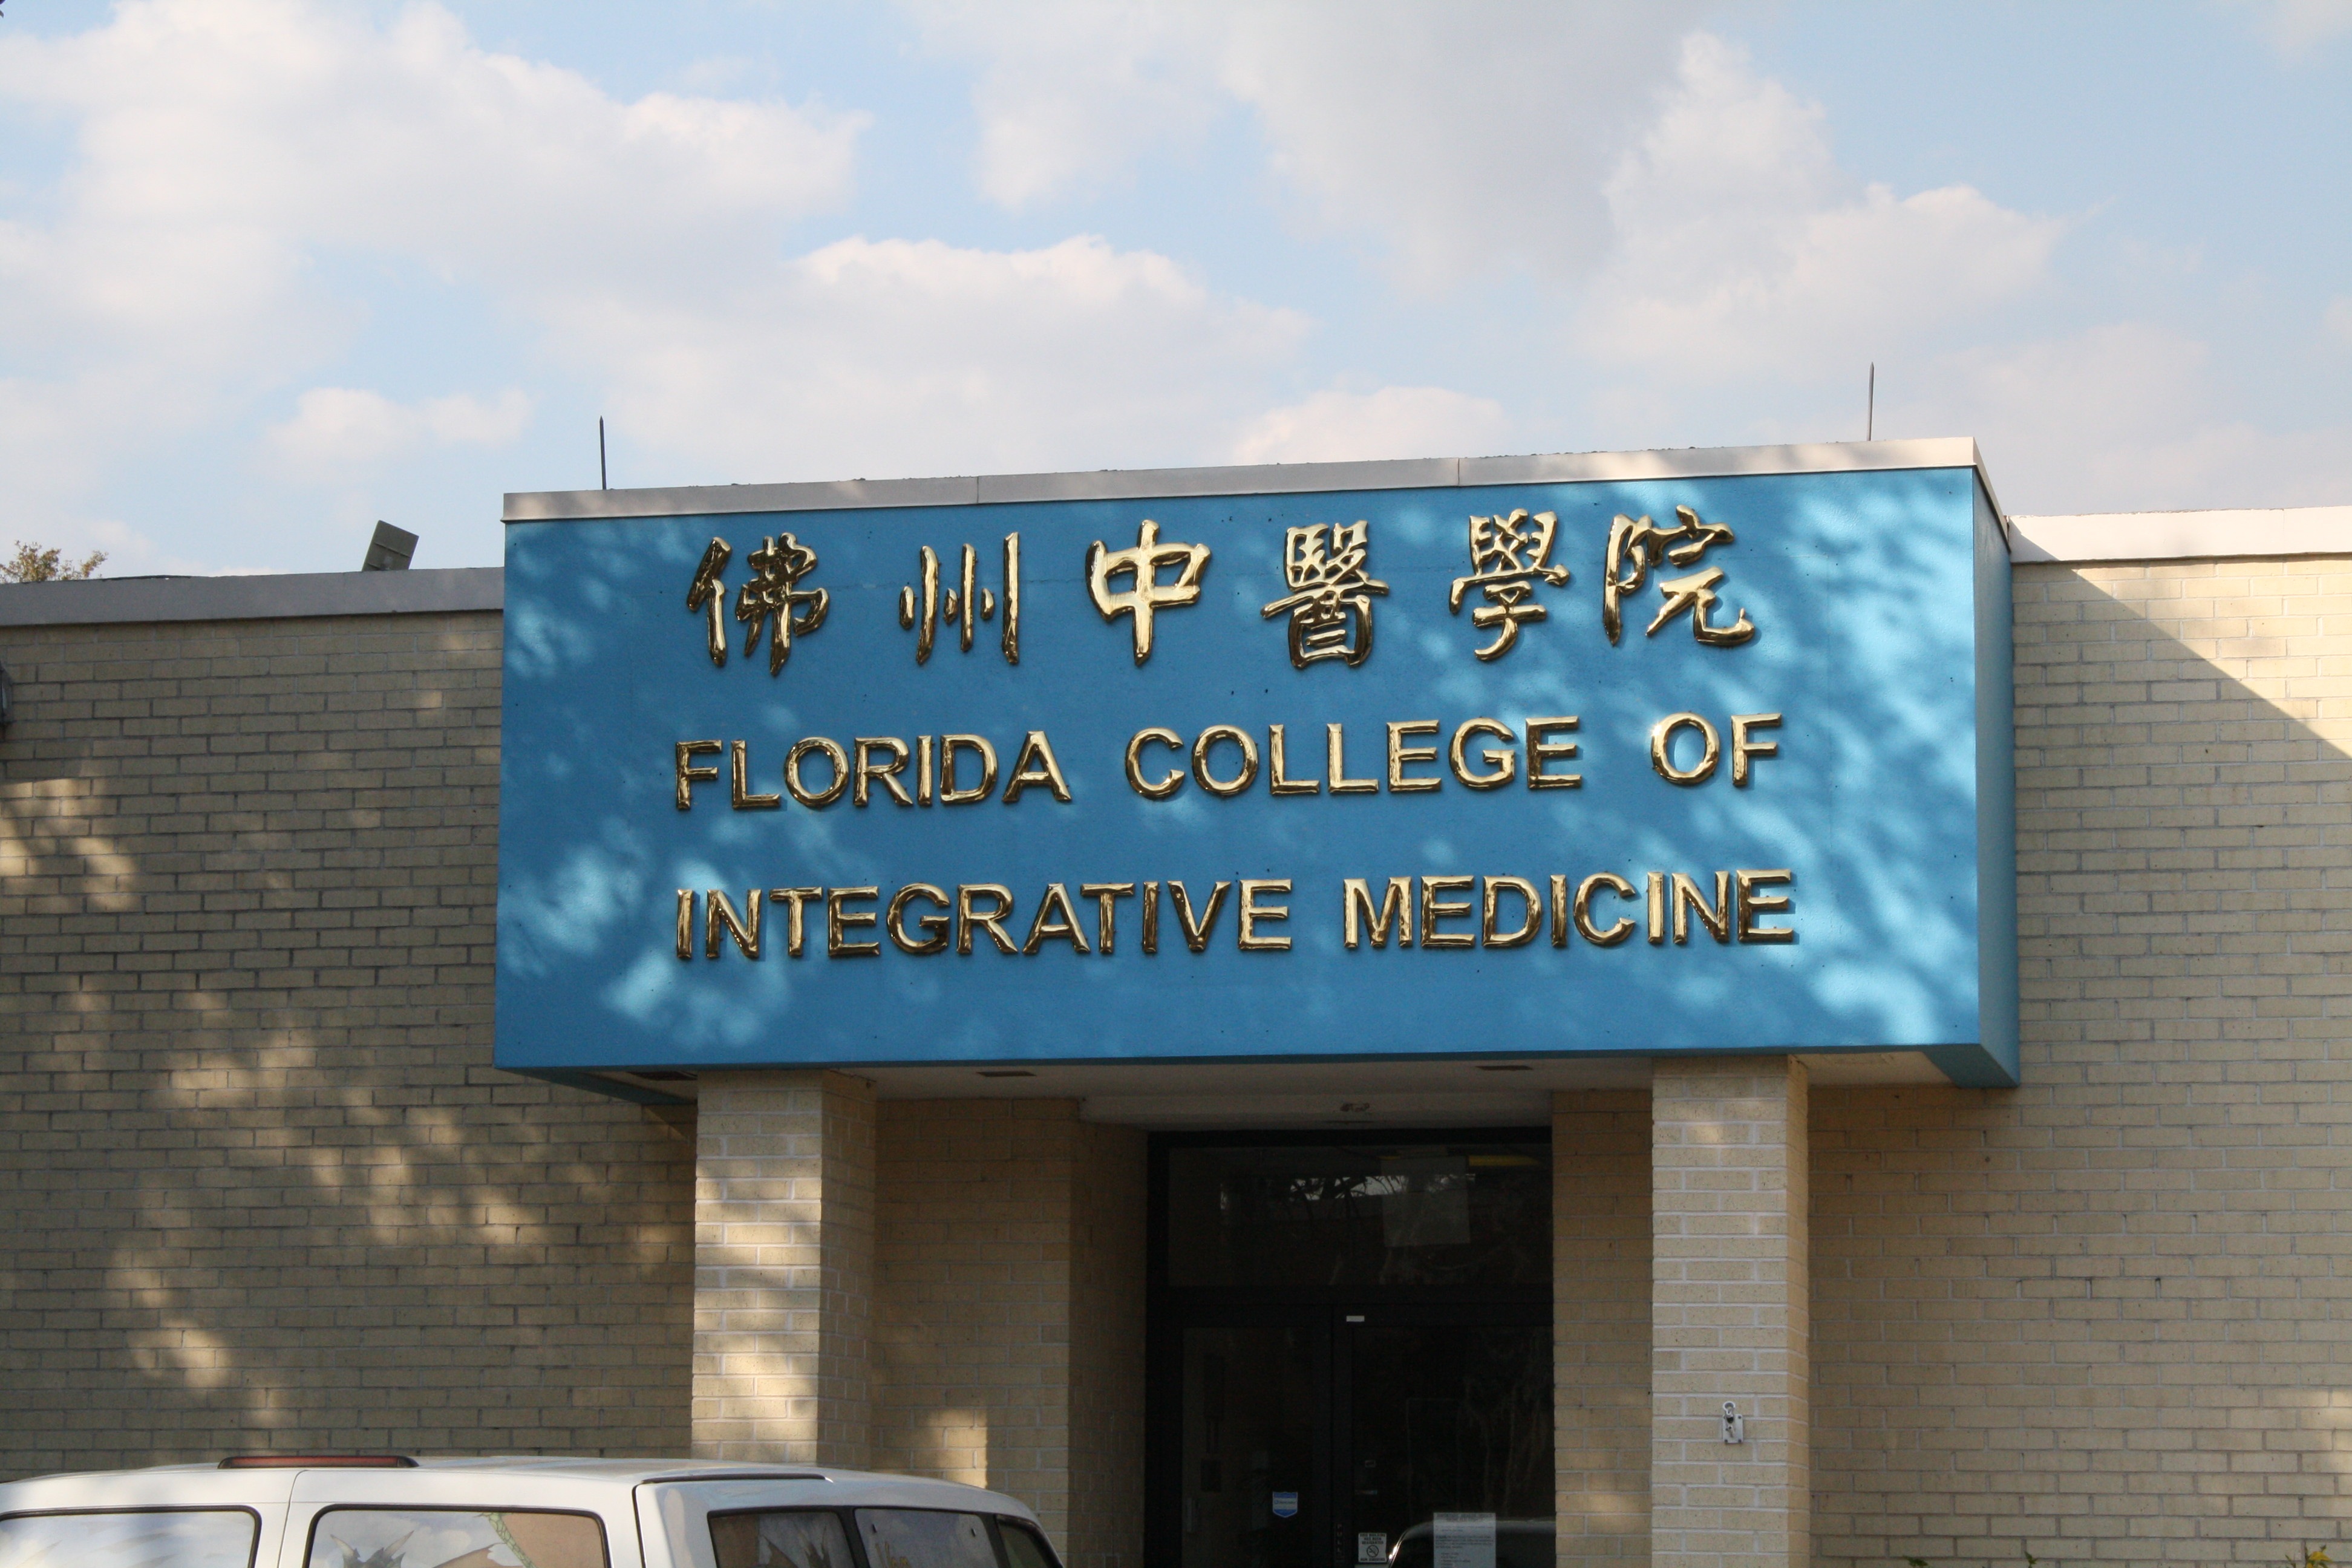 佛州中醫學院
FLORIDA COLLEGE OF
INTEGRATIVE MEDICINE